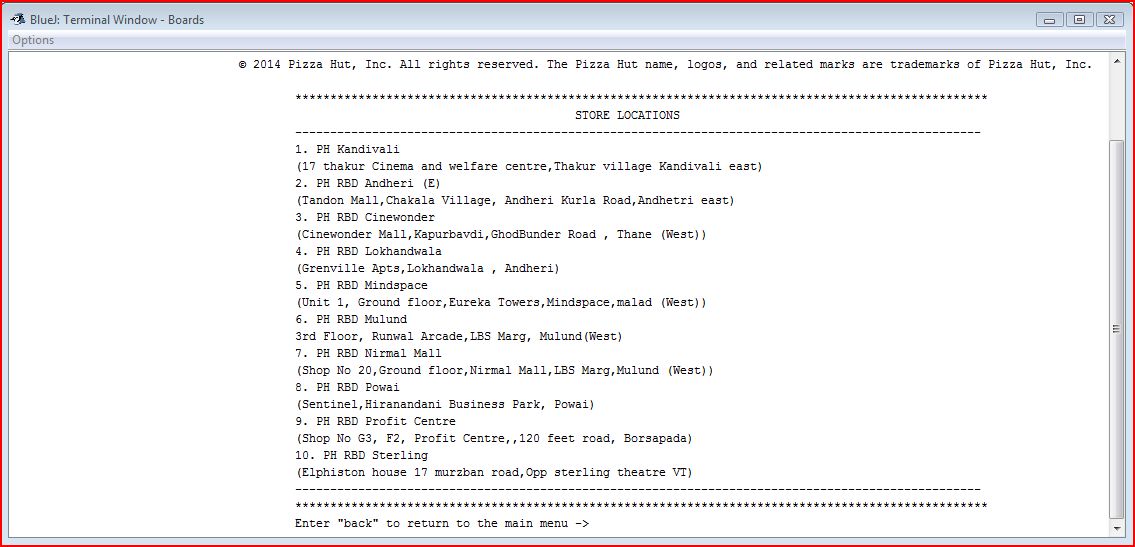 BlueJ: Terminal Window - Boards
Options
© 2014 Pizza Hut, Inc. All rights reserved. The Pizza Hut name, logos, and related marks are trademarks of Pizza Hut, Inc.
***************************************************************************************************
STORE LOCATIONS
--------------------------------------------------------------------------------------------------
1. PH Kandivali
(17 thakur Cinema and welfare centre,Thakur village Kandivali east)
2. PH RBD Andheri (E)
(Tandon Mall,Chakala Village, Andheri Kurla Road,Andhetri east)
3. PH RBD Cinewonder
(Cinewonder Mall,Kapurbavdi,GhodBunder Road , Thane (West))
4. PH RBD Lokhandwala
(Grenville Apts,Lokhandwala , Andheri)
5. PH RBD Mindspace
(Unit 1, Ground floor,Eureka Towers,Mindspace,malad (West))
6. PH RBD Mulund
3rd Floor, Runwal Arcade,LBS Marg, Mulund(West)
7. PH RBD Nirmal Mall
(Shop No 20,Ground floor,Nirmal Mall,LBS Marg,Mulund (West))
8. PH RBD Powai
(Sentinel,Hiranandani Business Park, Powai)
9. PH RBD Profit Centre
(Shop No G3, F2, Profit Centre,,120 feet road, Borsapada)
10. PH RBD Sterling
(Elphiston house 17 murzban road,Opp sterling theatre VT)
--------------------------------------------------------------------------------------------------
***************************************************************************************************
Enter "back" to return to the main menu ->